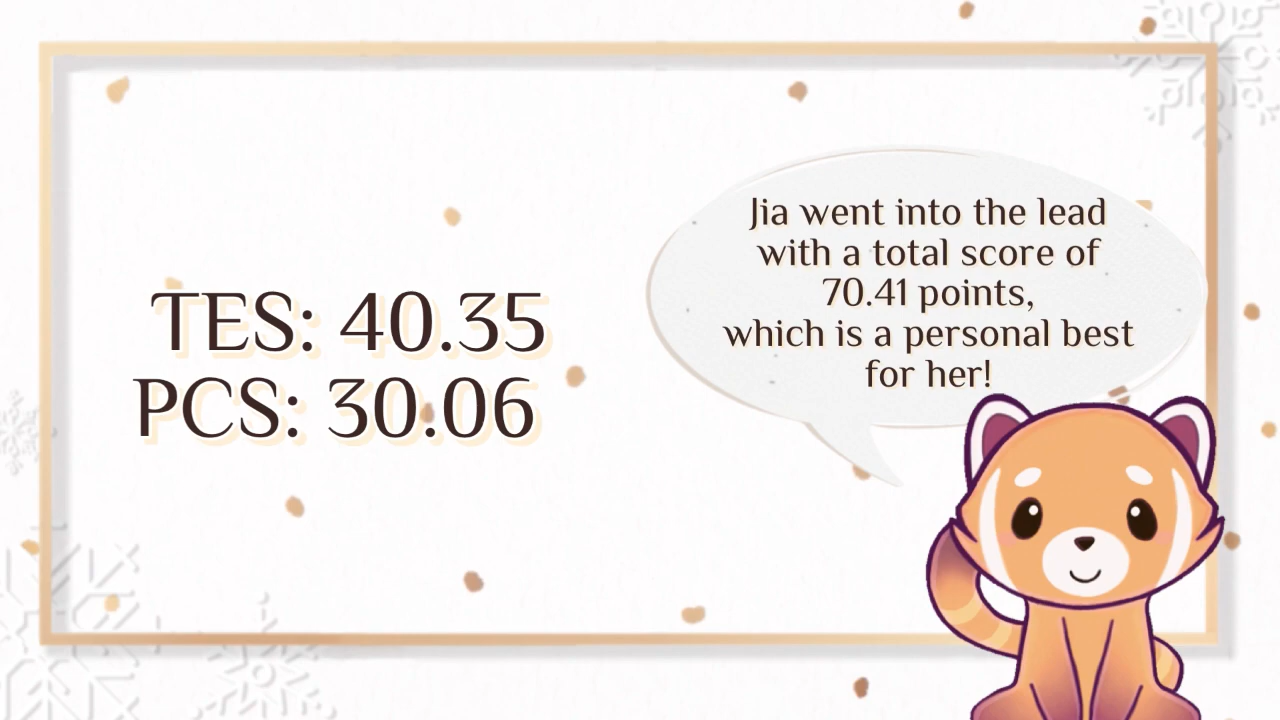 TES: 40.35
PCS: 30.06
Jia went into the lead
with a total score of
70.41 points,
which is a personal best
for her!